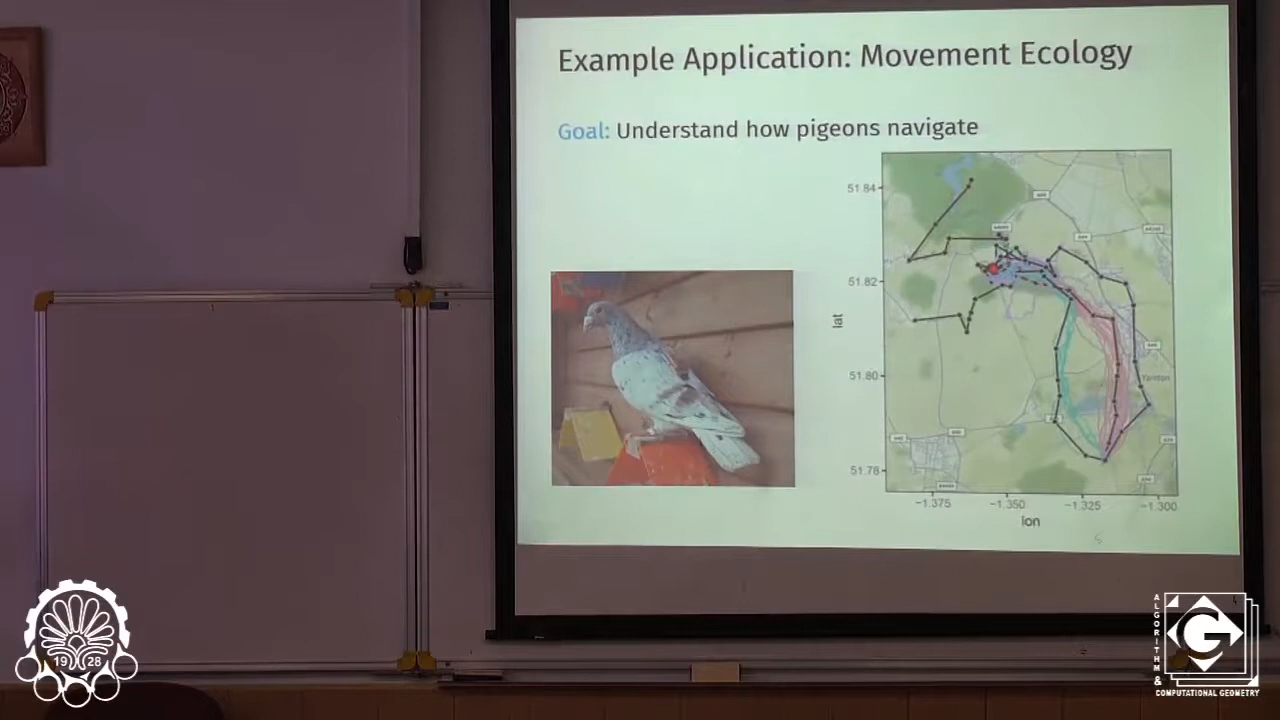 Example Application: Movement Ecology
Goal: Understand how pigeons navigate
51.84
51.82
51.80
51.78
lat
Yarnton
−1.375
−1.350
−1.325
−1.300
lon
19 28
ALGORITHM &
G
COMPUTATIONAL GEOMETRY